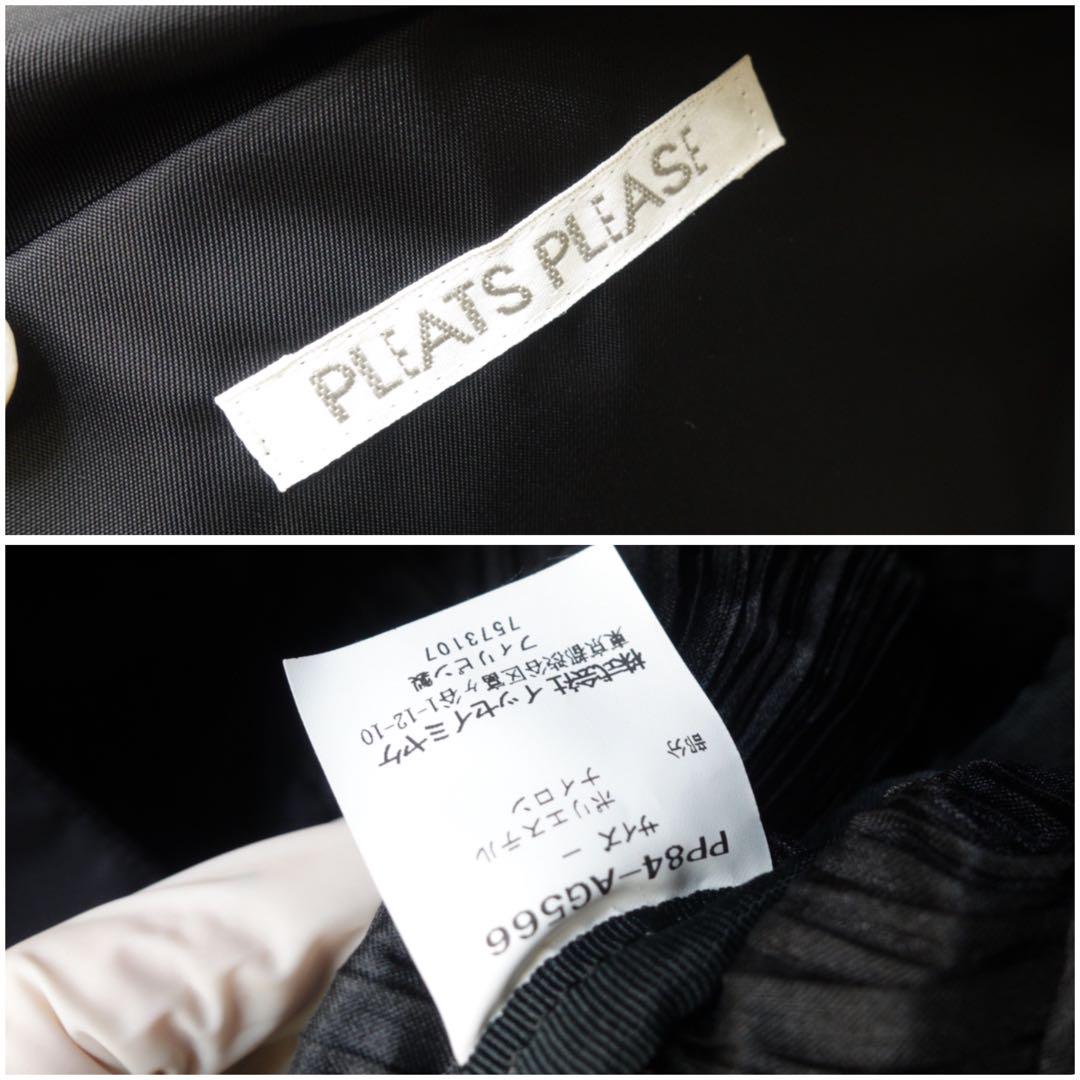 PLEATS PLEASE
PP84-AG566
サイズ —
ポリエステル
ナイロン
部分
株式会社 イッセイミヤケ
東京都渋谷区富ヶ谷1-12-10
フィリピン製
7573107